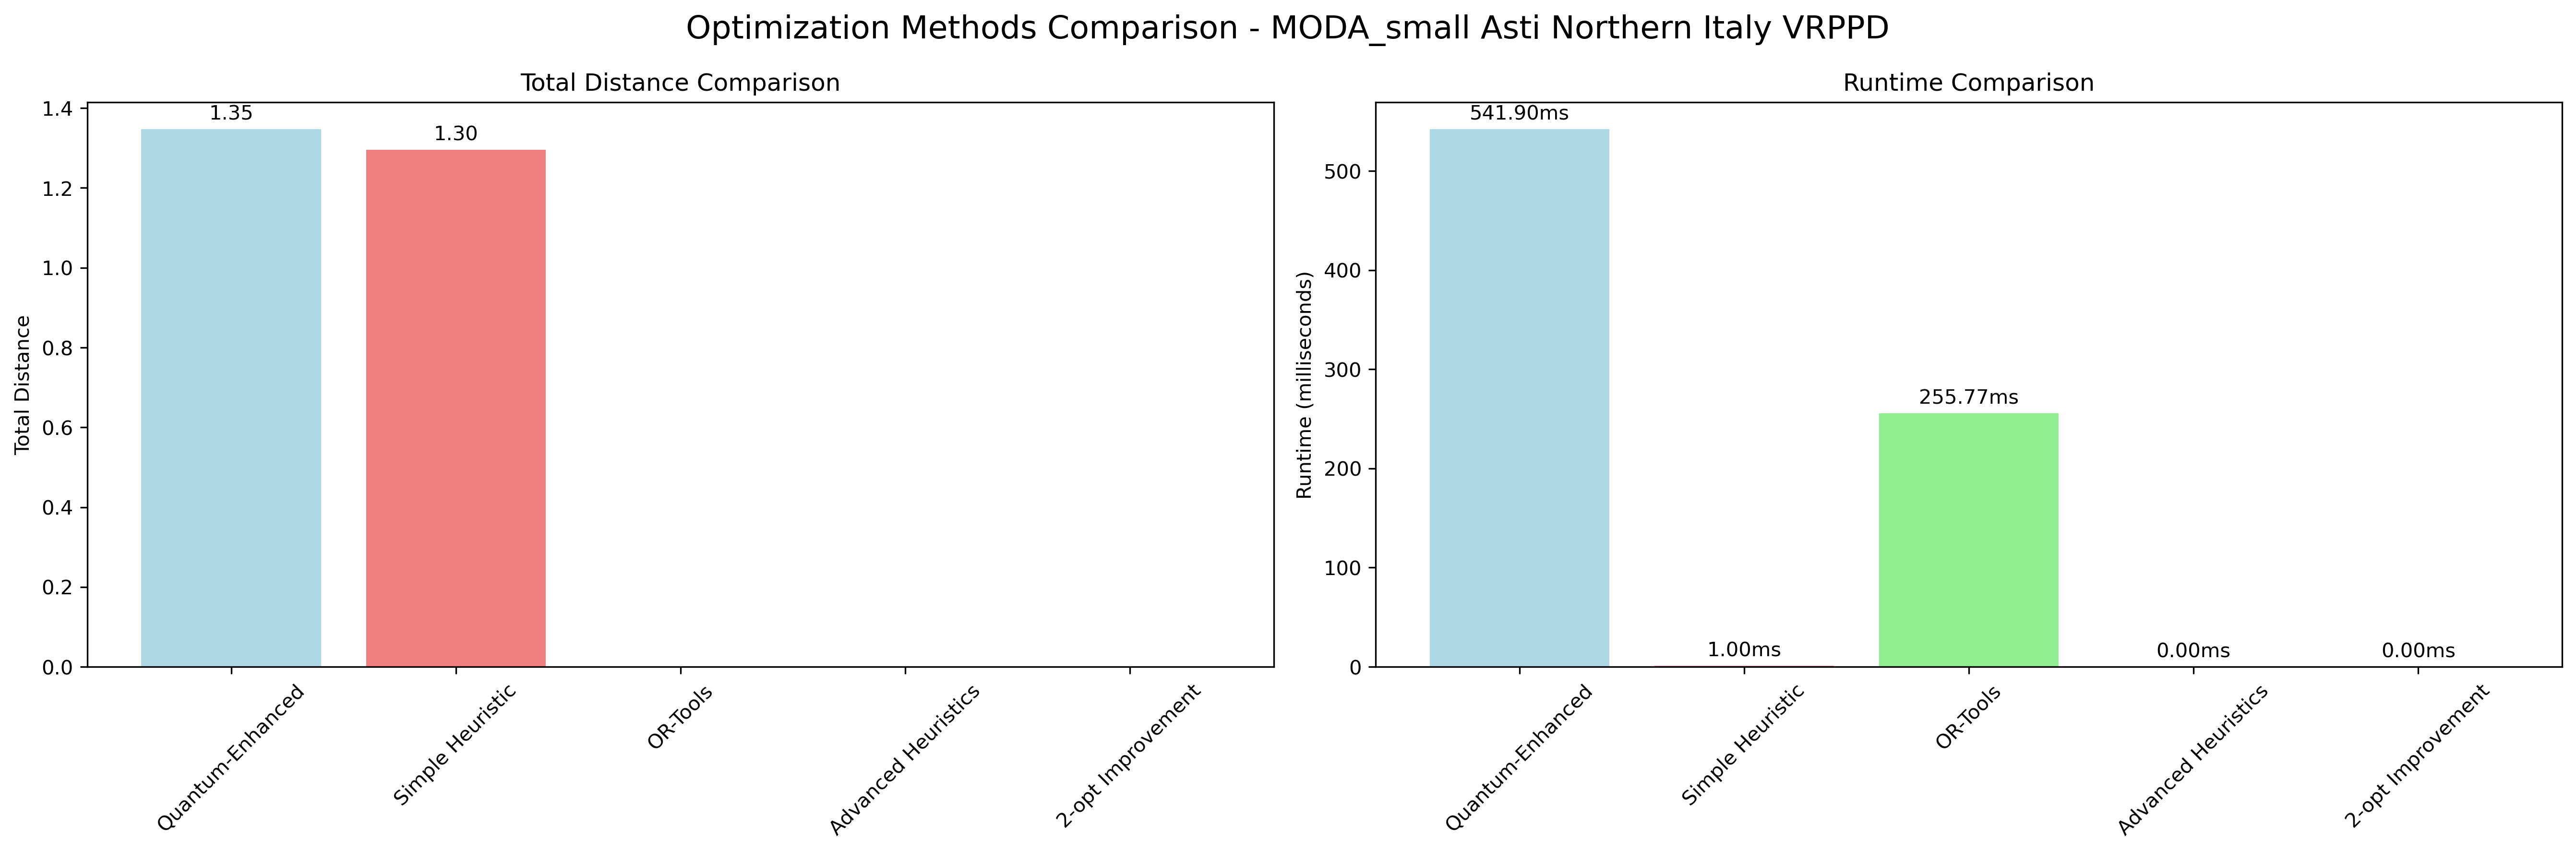 Optimization Methods Comparison - MODA_small Asti Northern Italy VRPPD
Total Distance Comparison
Total Distance
1.4
1.2
1.0
0.8
0.6
0.4
0.2
0.0
1.35
1.30
Quantum-Enhanced
Simple Heuristic
OR-Tools
Advanced Heuristics
2-opt Improvement
Runtime Comparison
Runtime (milliseconds)
500
400
300
200
100
0
541.90ms
1.00ms
255.77ms
0.00ms
0.00ms
Quantum-Enhanced
Simple Heuristic
OR-Tools
Advanced Heuristics
2-opt Improvement